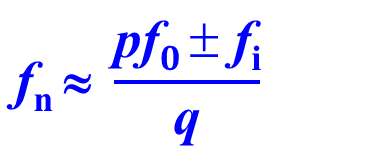 fₙ ≈ (pf₀ ± fᵢ) / q